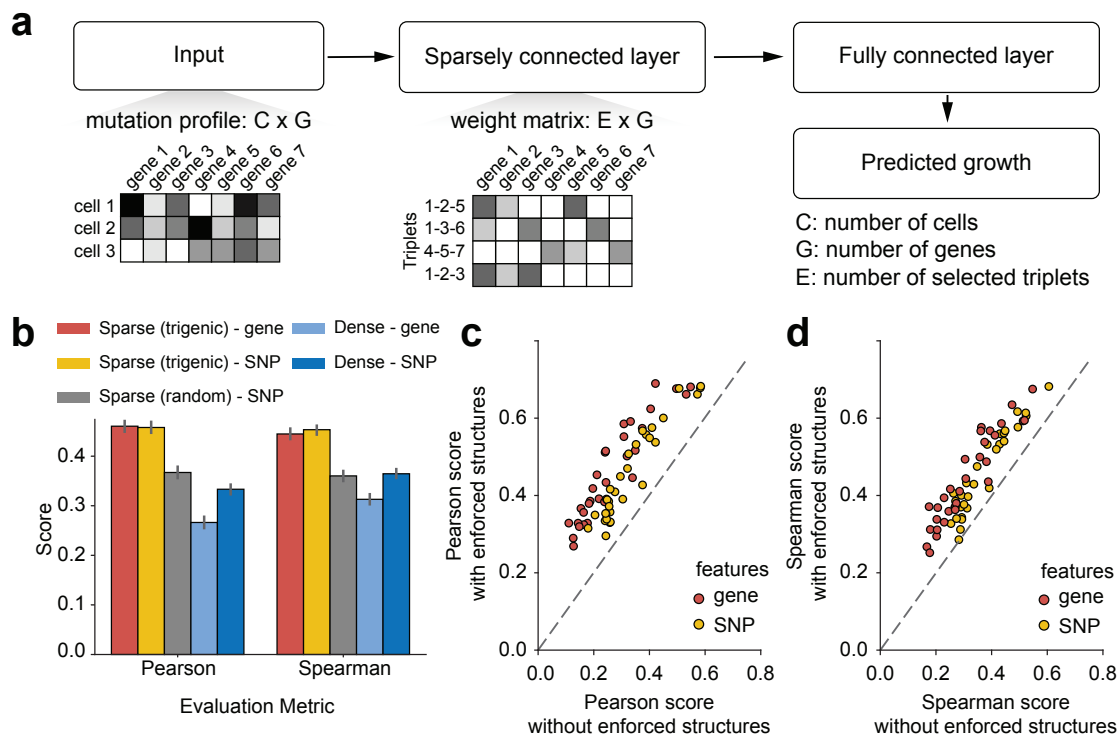 a
Input
Sparsely connected layer
Fully connected layer
mutation profile: C x G
weight matrix: E x G
Predicted growth
gene 1
gene 2
gene 3
gene 4
gene 5
gene 6
gene 7
cell 1
cell 2
cell 3
gene 1
gene 2
gene 3
gene 4
gene 5
gene 6
gene 7
Triplets
1-2-5
1-3-6
4-5-7
1-2-3
C: number of cells
G: number of genes
E: number of selected triplets
b
Sparse (trigenic) - gene
Dense - gene
Sparse (trigenic) - SNP
Dense - SNP
Sparse (random) - SNP
Score
0.4
0.3
0.2
0.1
0.0
Pearson
Spearman
Evaluation Metric
c
Pearson score
with enforced structures
0.6
0.4
0.2
0.0
features
gene
SNP
0.0
0.2
0.4
0.6
0.8
Pearson score
without enforced structures
d
Spearman score
with enforced structures
0.6
0.4
0.2
0.0
features
gene
SNP
0.0
0.2
0.4
0.6
0.8
Spearman score
without enforced structures